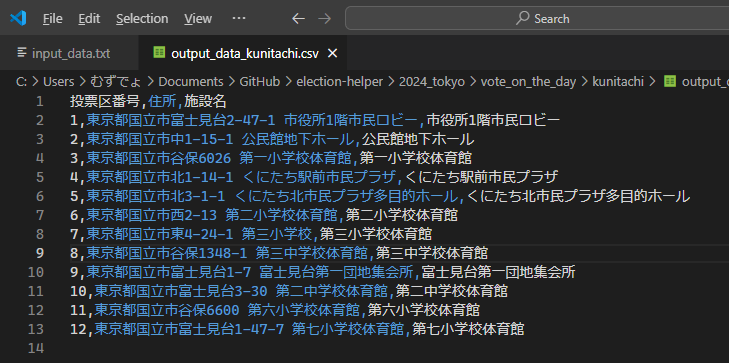 File Edit Selection View ... Search
input_data.txt output_data_kunitachi.csv
C: > Users > むずでょ > Documents > GitHub > election-helper > 2024_tokyo > vote_on_the_day > kunitachi > output_c
1 投票区番号,住所,施設名
2 1,東京都国立市富士見台2-47-1 市役所1階市民ロビー,市役所1階市民ロビー
3 2,東京都国立市中1-15-1 公民館地下ホール,公民館地下ホール
4 3,東京都国立市谷保6026 第一小学校体育館,第一小学校体育館
5 4,東京都国立市北1-14-1 くにたち駅前市民プラザ,くにたち駅前市民プラザ
6 5,東京都国立市北3-1-1 くにたち北市民プラザ多目的ホール,くにたち北市民プラザ多目的ホール
7 6,東京都国立市西2-13 第二小学校体育館,第二小学校体育館
8 7,東京都国立市東4-24-1 第三小学校,第三小学校体育館
9 8,東京都国立市谷保1348-1 第三中学校体育館,第三中学校体育館
10 9,東京都国立市富士見台1-7 富士見台第一団地集会所,富士見台第一団地集会所
11 10,東京都国立市富士見台3-30 第二中学校体育館,第二中学校体育館
12 11,東京都国立市谷保6600 第六小学校体育館,第六小学校体育館
13 12,東京都国立市富士見台1-47-7 第七小学校体育館,第七小学校体育館
14